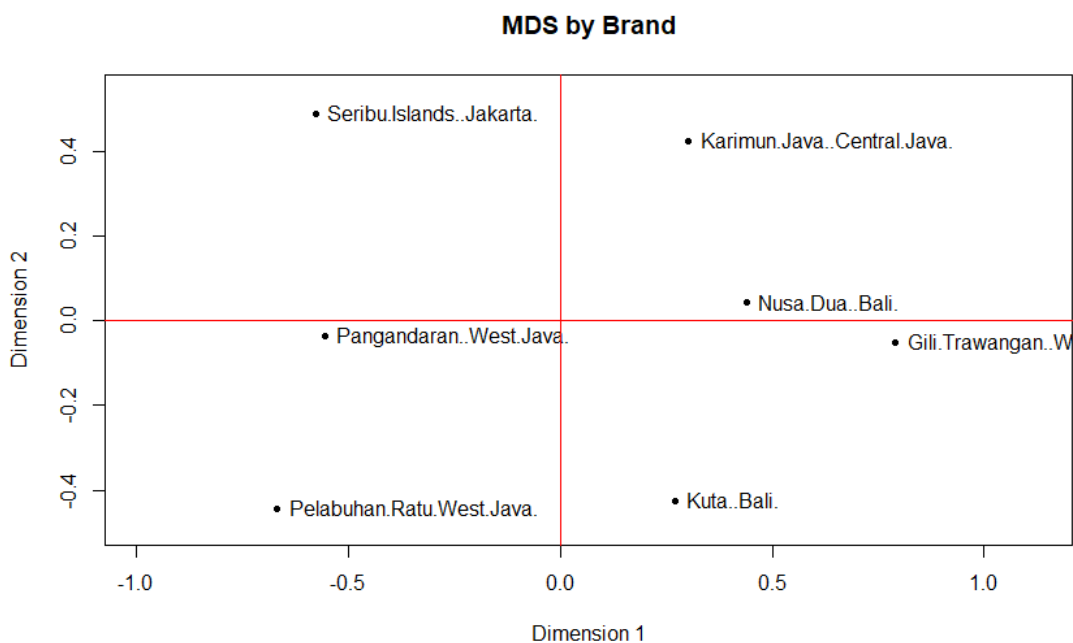 MDS by Brand
Seribu.Islands..Jakarta.
Karimun.Java..Central.Java.
Nusa.Dua..Bali.
Pangandaran..West.Java.
Gili.Trawangan..W
Pelabuhan.Ratu.West.Java.
Kuta..Bali.
Dimension 2
0.4
0.2
0.0
-0.2
-0.4
-1.0 -0.5 0.0 0.5 1.0
Dimension 1